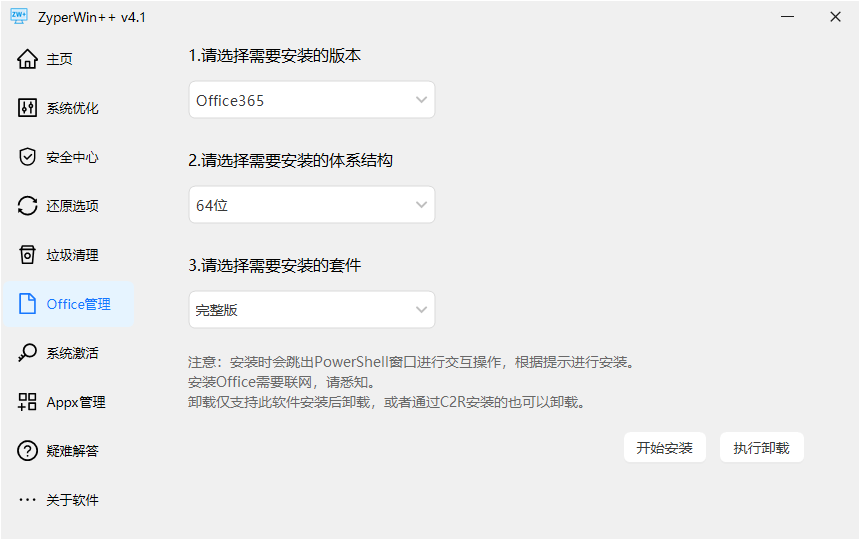 ZW+
ZyperWin++ v4.1
主页
系统优化
安全中心
还原选项
垃圾清理
Office管理
系统激活
Appx管理
疑难解答
关于软件
1.请选择需要安装的版本
Office365
2.请选择需要安装的体系结构
64位
3.请选择需要安装的套件
完整版
注意：安装时会跳出PowerShell窗口进行交互操作，根据提示进行安装。
安装Office需要联网，请悉知。
卸载仅支持此软件安装后卸载，或者通过C2R安装的也可以卸载。
开始安装
执行卸载